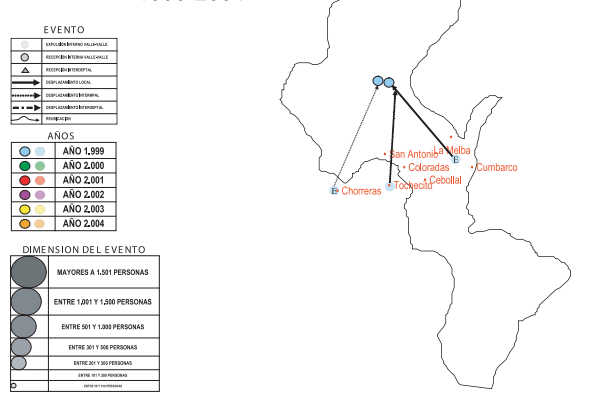 EVENTO
EXPULSIÓN INTERNO VALLE-VALLE
RECEPCIÓN INTERNA VALLE-VALLE
RECEPCIÓN INTERDEPTAL
DESPLAZAMIENTO LOCAL
DESPLAZAMIENTO INTERMPAL
DESPLAZAMIENTO INTERDEPTAL
REUBICACIÓN
AÑOS
AÑO 1.999
AÑO 2.000
AÑO 2.001
AÑO 2.002
AÑO 2.003
AÑO 2.004
DIMENSION DEL EVENTO
MAYORES A 1.501 PERSONAS
ENTRE 1.001 Y 1.500 PERSONAS
ENTRE 501 Y 1.000 PERSONAS
ENTRE 301 Y 500 PERSONAS
ENTRE 201 Y 300 PERSONAS
ENTRE 101 Y 200 PERSONAS
La Melba
San Antonio
E
Coloradas
Cumbarco
Cebollal
Tochecito
E
Chorreras